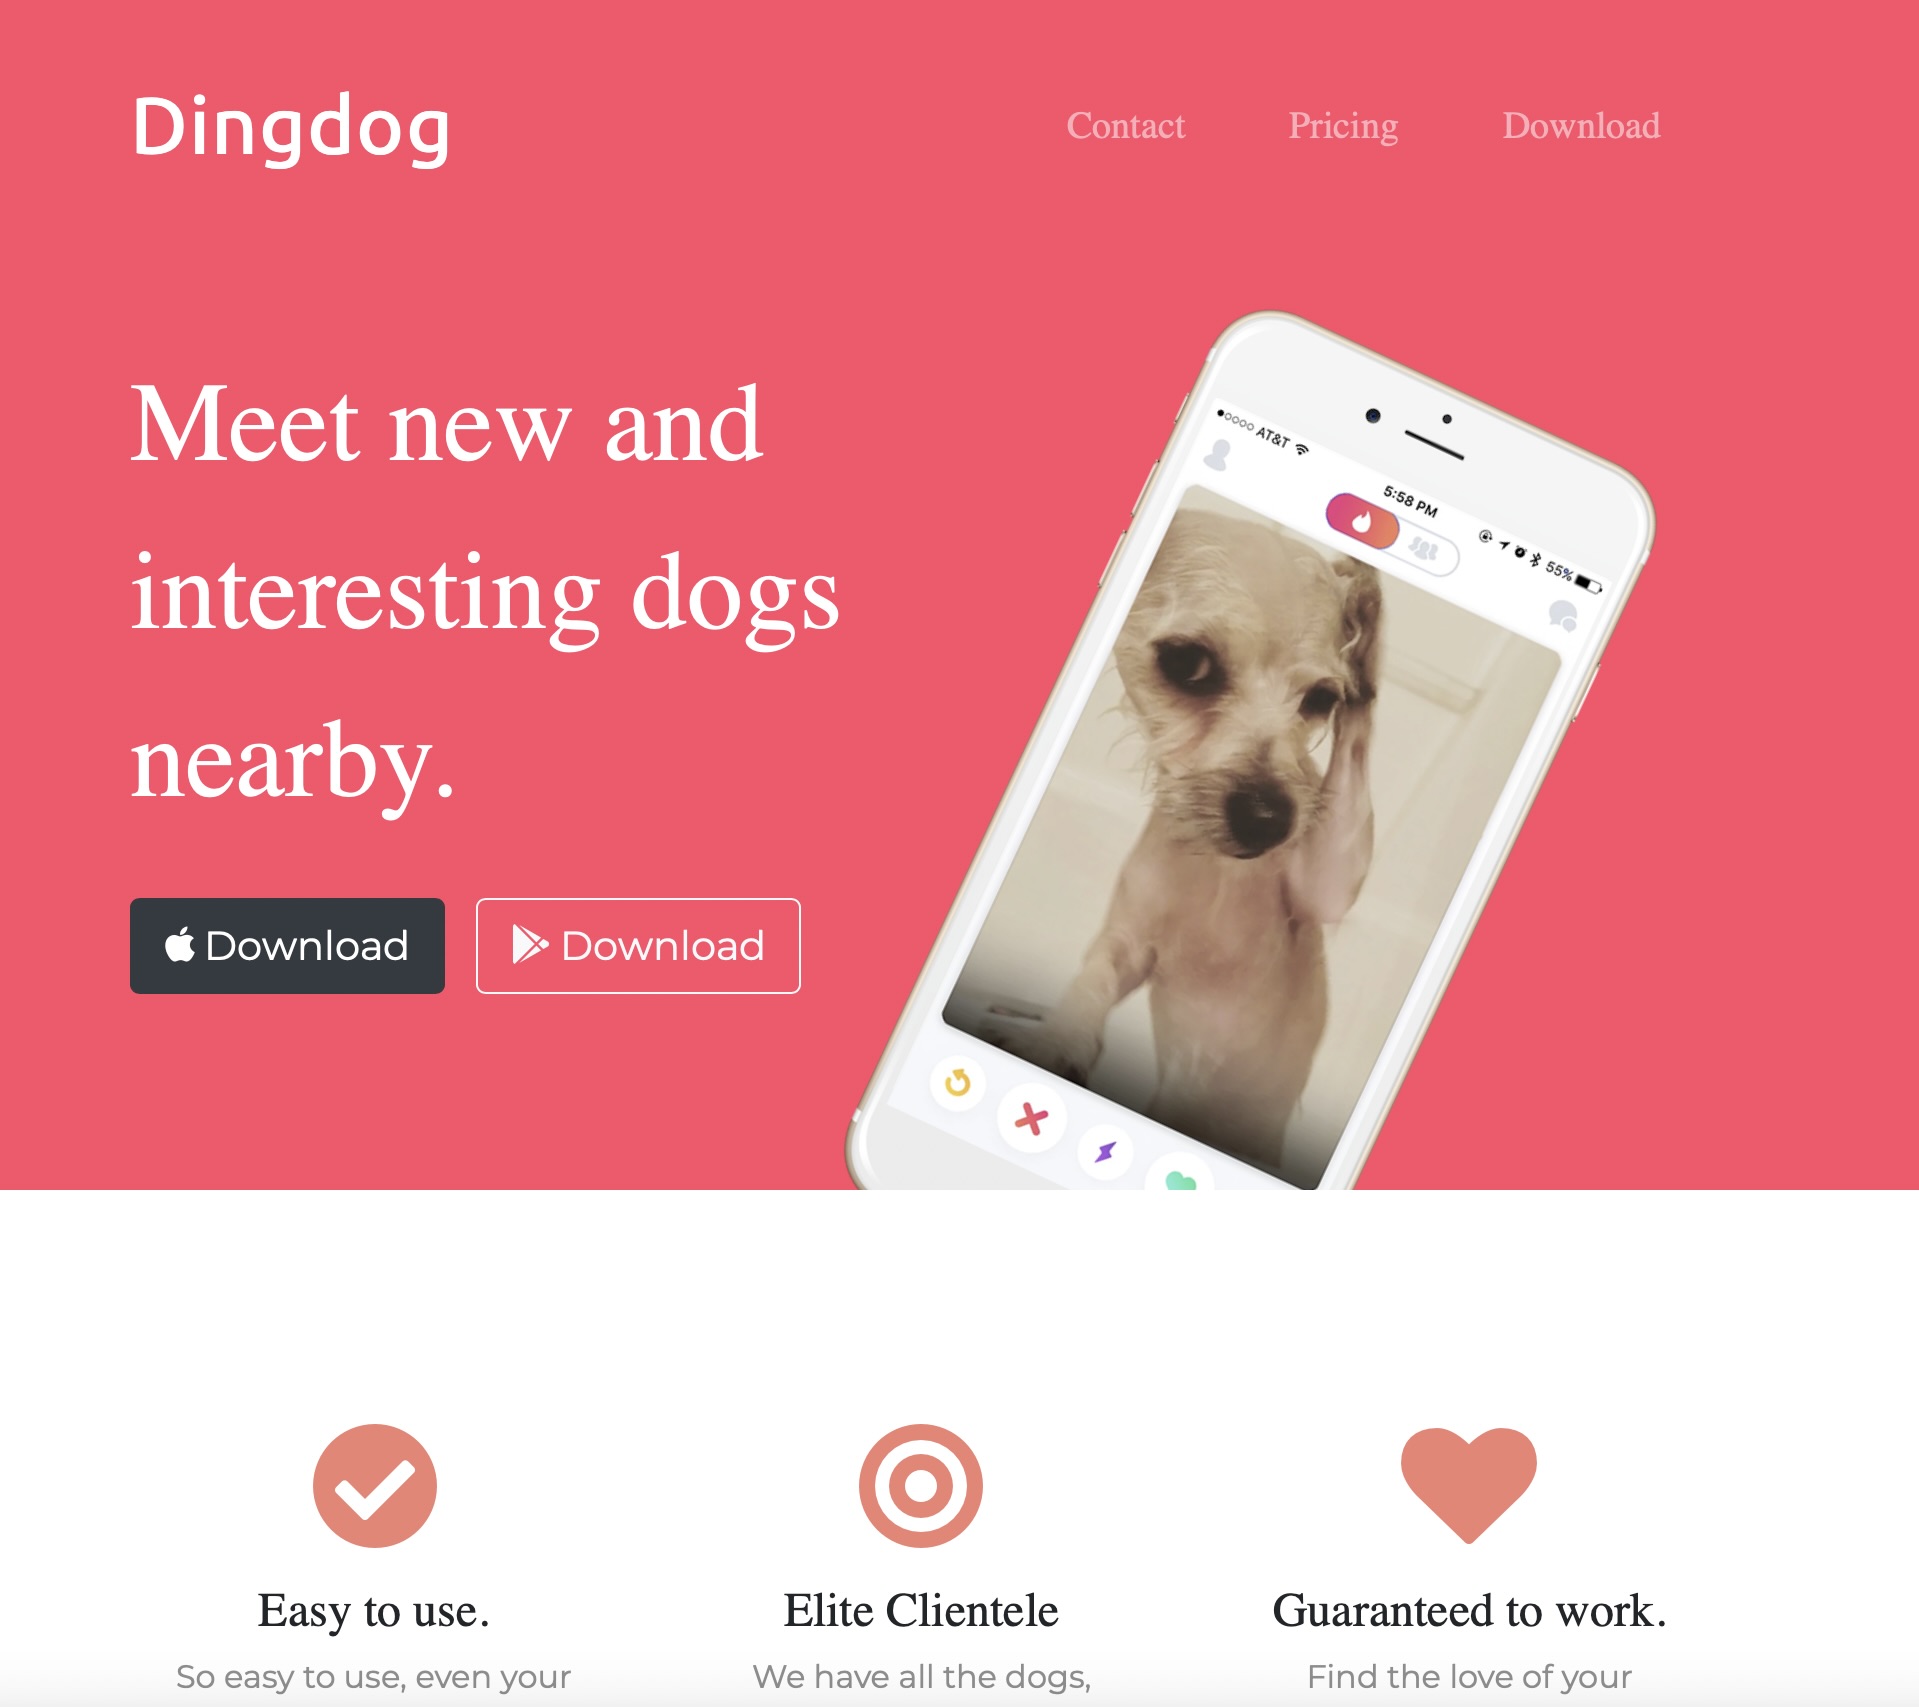 Dingdog
Contact Pricing Download
Meet new and
interesting dogs
nearby.
AT&T 5:58 PM 55%
Download Download
Easy to use. Elite Clientele Guaranteed to work.
So easy to use, even your We have all the dogs, Find the love of your